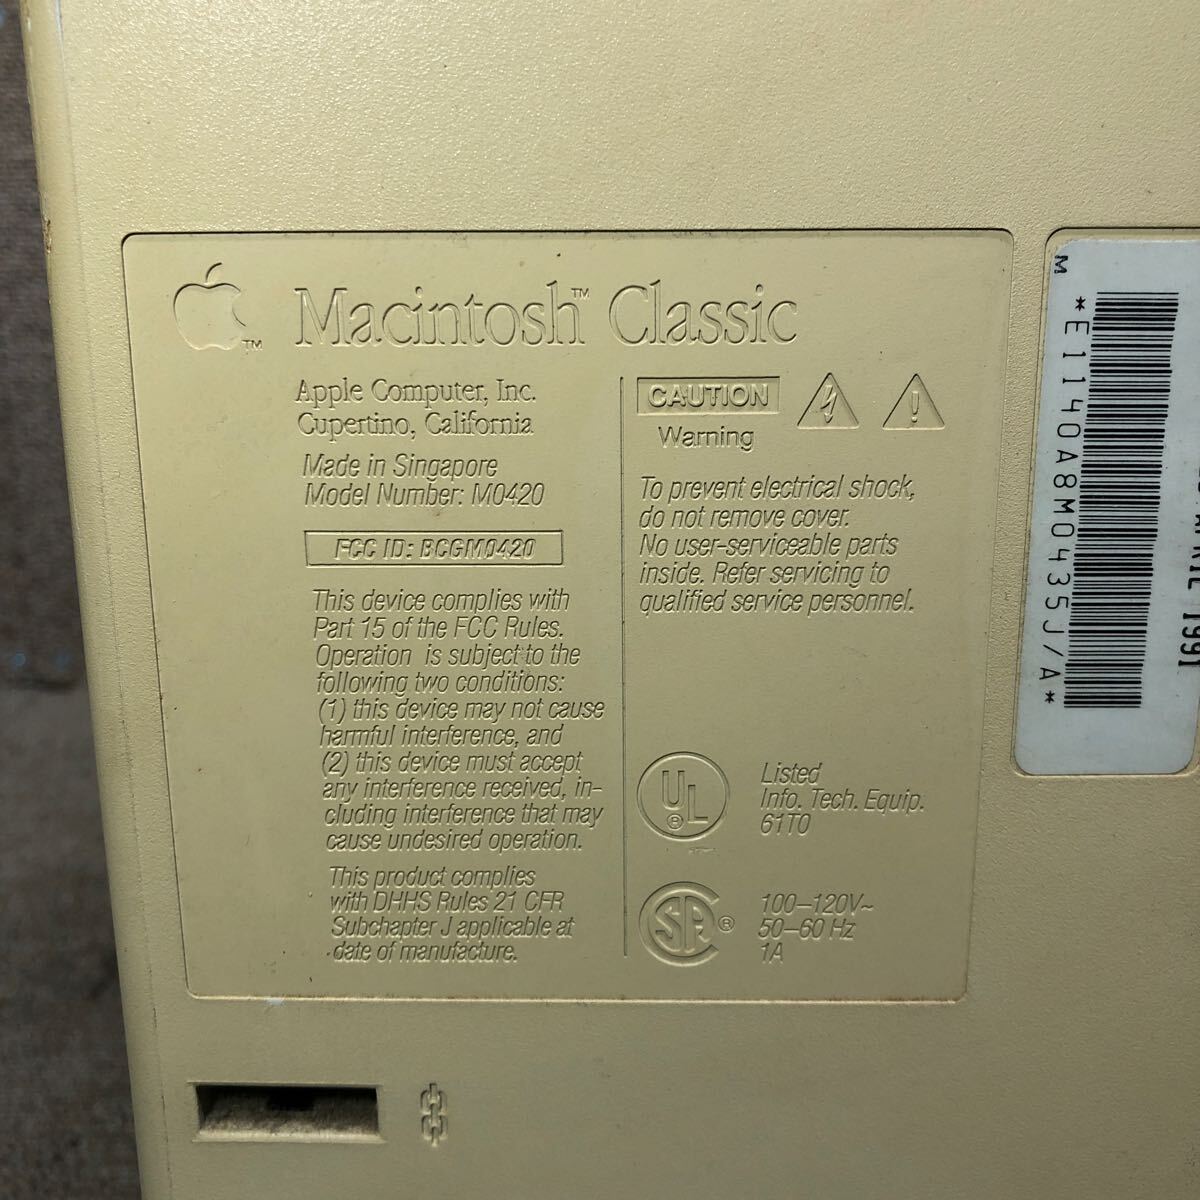 Macintosh™ Classic
TM
Apple Computer, Inc.
Cupertino, California
Made in Singapore
Model Number: M0420
FCC ID: BCGM0420
This device complies with
Part 15 of the FCC Rules.
Operation is subject to the
following two conditions:
(1) this device may not cause
harmful interference, and
(2) this device must accept
any interference received, in-
cluding interference that may
cause undesired operation.
This product complies
with DHHS Rules 21 CFR
Subchapter J applicable at
date of manufacture.
CAUTION
Warning
To prevent electrical shock,
do not remove cover.
No user-serviceable parts
inside. Refer servicing to
qualified service personnel.
UL
®
Listed
Info. Tech. Equip.
61T0
SA ®
100–120V~
50–60 Hz
1A
M
*E1140A8M0435J/A*
1991